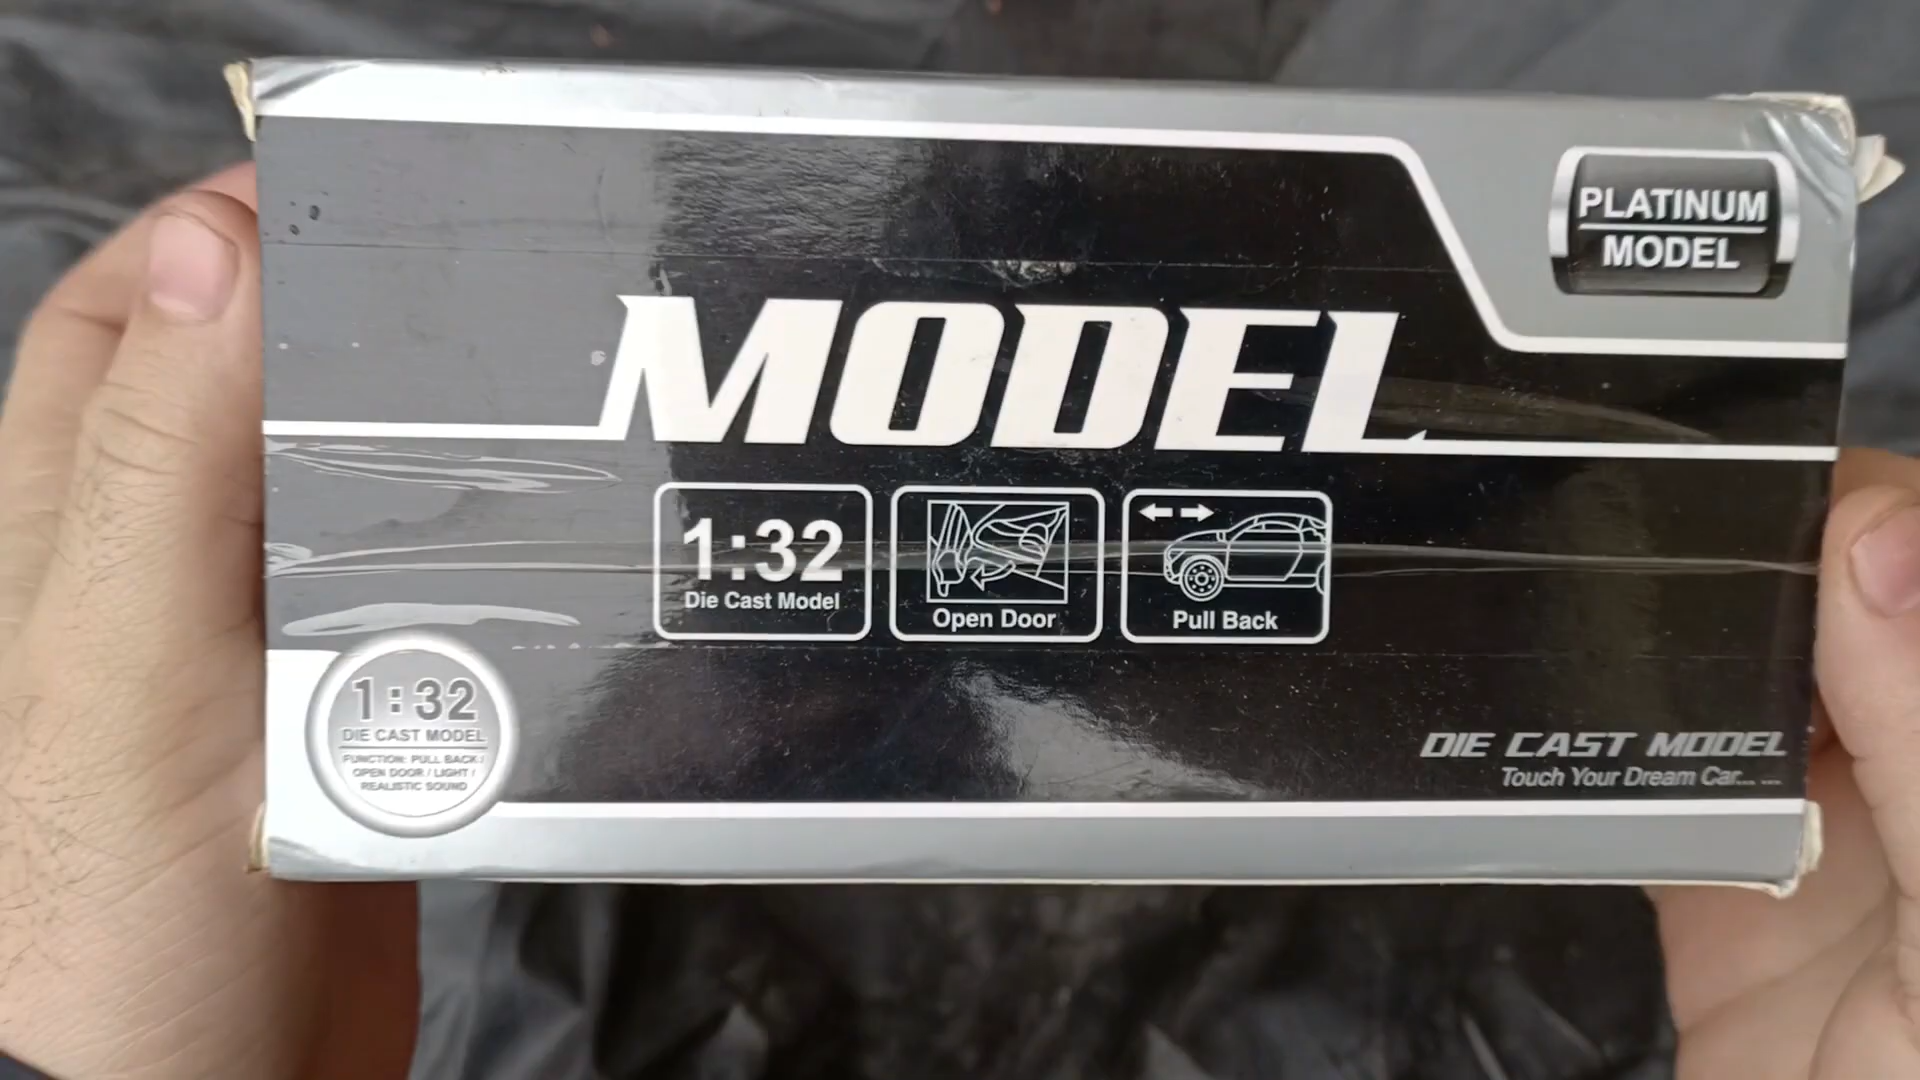 PLATINUM
MODEL
MODEL
1:32
Die Cast Model
Open Door
Pull Back
1:32
DIE CAST MODEL
FUNCTION: PULL BACK /
OPEN DOOR / LIGHT /
REALISTIC SOUND
DIE CAST MODEL
Touch Your Dream Car... ...